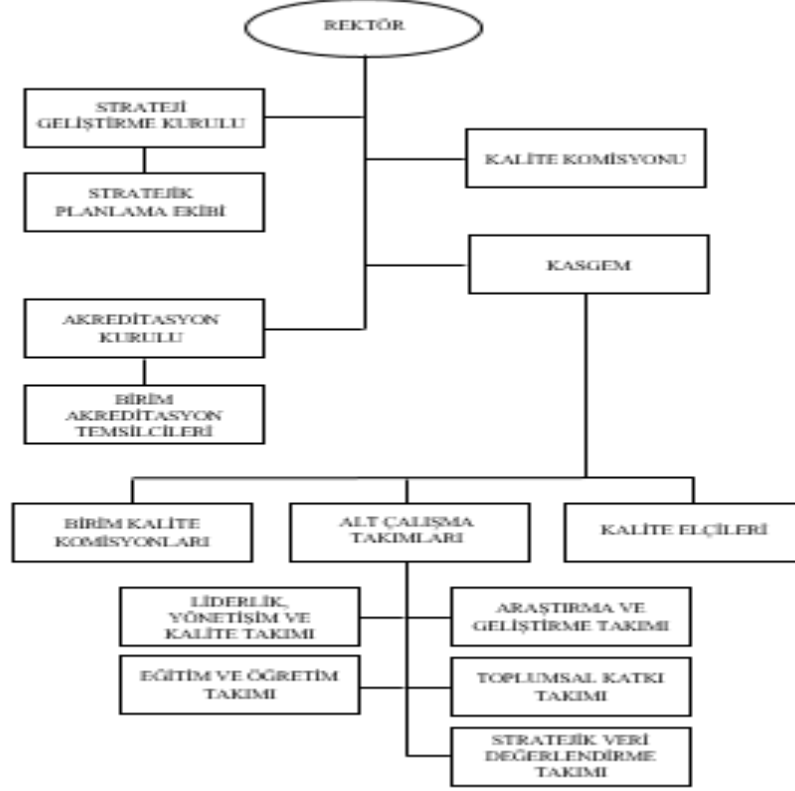 REKTÖR
STRATEJİ
GELİŞTİRME KURULU
KALİTE KOMİSYONU
STRATEJİK
PLANLAMA EKİBİ
KASGEM
AKREDİTASYON
KURULU
BİRİM
AKREDİTASYON
TEMSİLCİLERİ
BİRİM KALİTE
KOMİSYONLARI
ALT ÇALIŞMA
TAKIMLARI
KALİTE ELÇİLERİ
LİDERLİK,
YÖNETİŞİM VE
KALİTE TAKIMI
ARAŞTIRMA VE
GELİŞTİRME TAKIMI
EĞİTİM VE ÖĞRETİM
TAKIMI
TOPLUMSAL KATKI
TAKIMI
STRATEJİK VERİ
DEĞERLENDİRME
TAKIMI